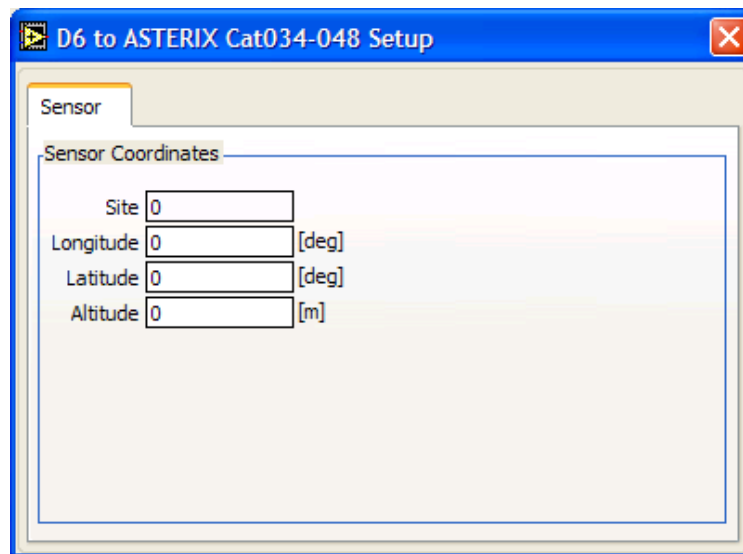 D6 to ASTERIX Cat034-048 Setup
Sensor
Sensor Coordinates
Site 0
Longitude 0 [deg]
Latitude 0 [deg]
Altitude 0 [m]